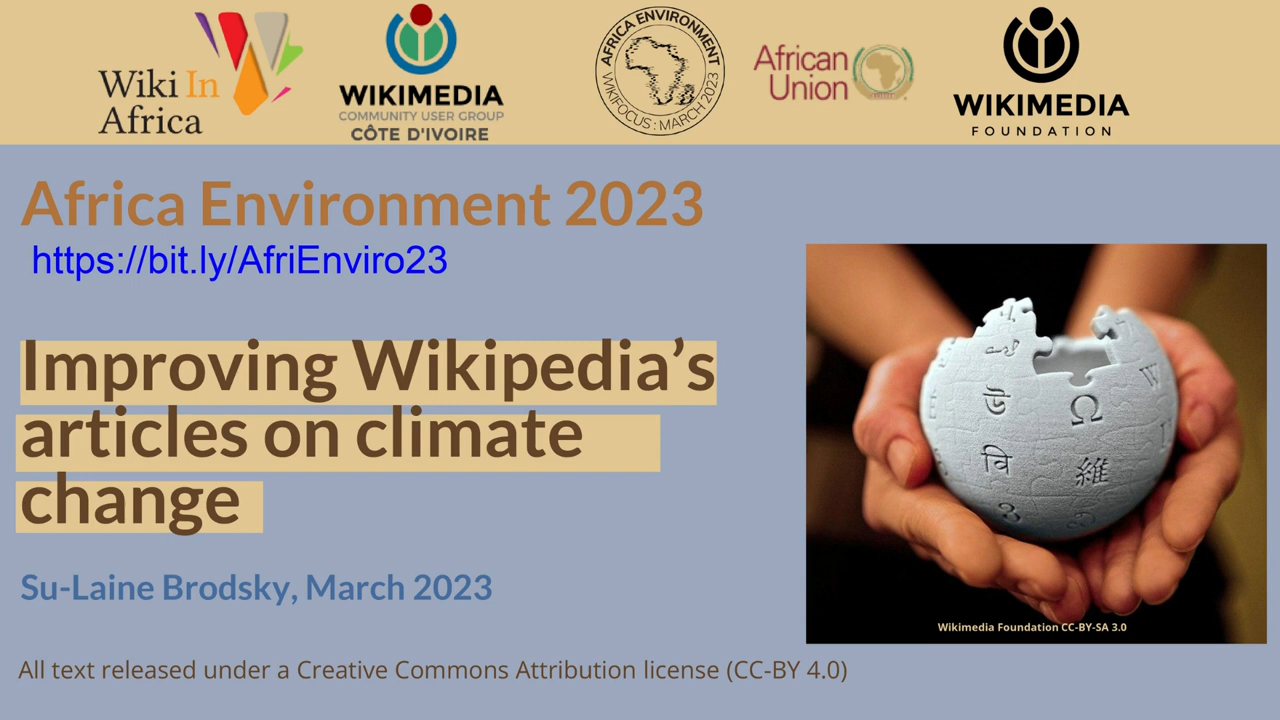 Wiki In
Africa
WIKIMEDIA
COMMUNITY USER GROUP
CÔTE D'IVOIRE
AFRICA ENVIRONMENT
WIKIFOCUS : MARCH 2023
African
Union
WIKIMEDIA
FOUNDATION
Africa Environment 2023
https://bit.ly/AfriEnviro23
Improving Wikipedia’s
articles on climate
change
Su-Laine Brodsky, March 2023
উ
Ω
W
वि
維
Wikimedia Foundation CC-BY-SA 3.0
All text released under a Creative Commons Attribution license (CC-BY 4.0)